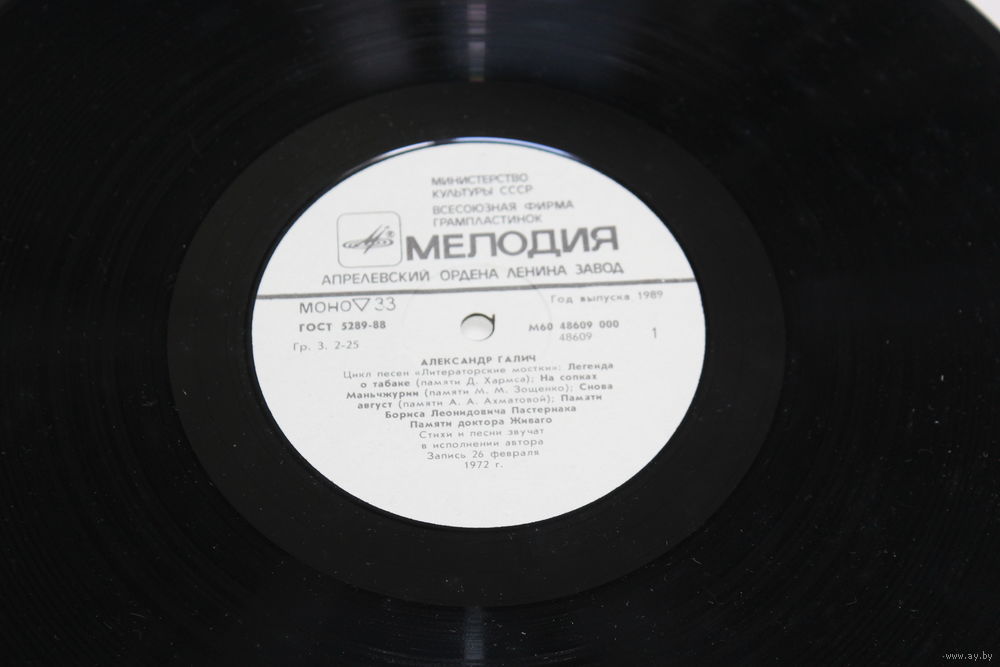 МИНИСТЕРСТВО
КУЛЬТУРЫ СССР
ВСЕСОЮЗНАЯ ФИРМА
ГРАМПЛАСТИНОК
МЕЛОДИЯ
АПРЕЛЕВСКИЙ ОРДЕНА ЛЕНИНА ЗАВОД
МОНО ▽ 33
Год выпуска 1989
ГОСТ 5289-88
М60 48609 000
Гр. 3. 2-25
48609
1
АЛЕКСАНДР ГАЛИЧ
Цикл песен «Литераторские мостки»: Легенда
о табаке (памяти Д. Хармса); На сопках
Маньчжурии (памяти М. М. Зощенко); Снова
август (памяти А. А. Ахматовой); Памяти
Бориса Леонидовича Пастернака
Памяти доктора Живаго
Стихи и песни звучат
в исполнении автора
Запись 26 февраля
1972 г.
www.ay.by